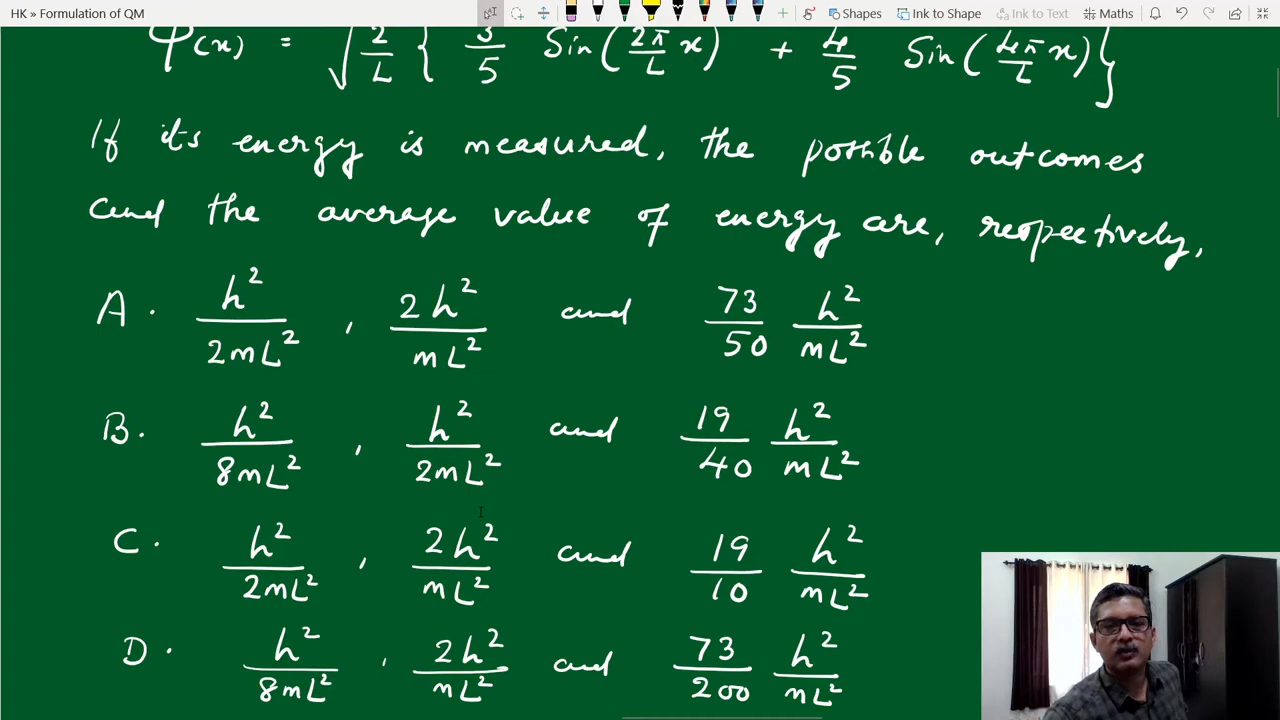 HK » Formulation of QM
Shapes Ink to Shape Ink to Text Maths
φ(x) = √2/L { 3/5 Sin(2π/L x) + 4/5 Sin(4π/L x)}
If its energy is measured, the possible outcomes
and the average value of energy are, respectively,
A. h²/2mL² , 2h²/mL² and 73/50 h²/mL²
B. h²/8mL² , h²/2mL² and 19/40 h²/mL²
C. h²/2mL² , 2h²/mL² and 19/10 h²/mL²
D. h²/8mL² , 2h²/mL² and 73/200 h²/mL²